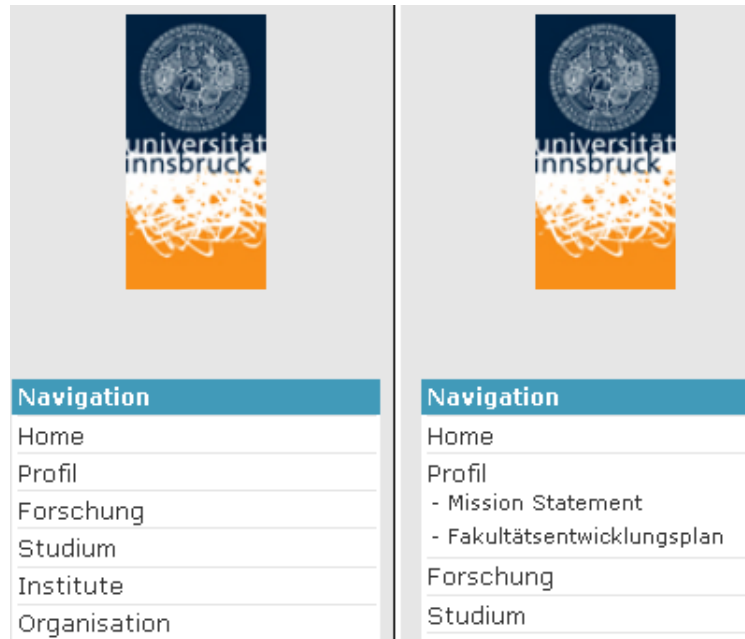 universität
innsbruck
Navigation
Home
Profil
Forschung
Studium
Institute
Organisation
universität
innsbruck
Navigation
Home
Profil
- Mission Statement
- Fakultätsentwicklungsplan
Forschung
Studium